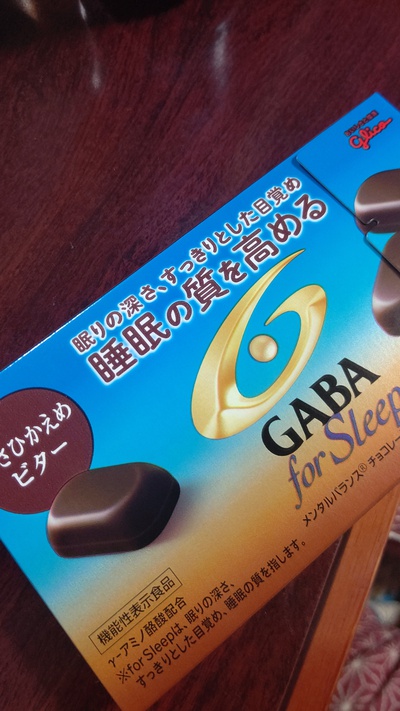 Glico
眠りの深さ、すっきりとした目覚め
睡眠の質を高める
GABA
for Sleep
メンタルバランス® チョコレー
さひかえめ
ビター
機能性表示食品
γ-アミノ酪酸配合
※for Sleepは、眠りの深さ、
すっきりとした目覚め、睡眠の質を指します。